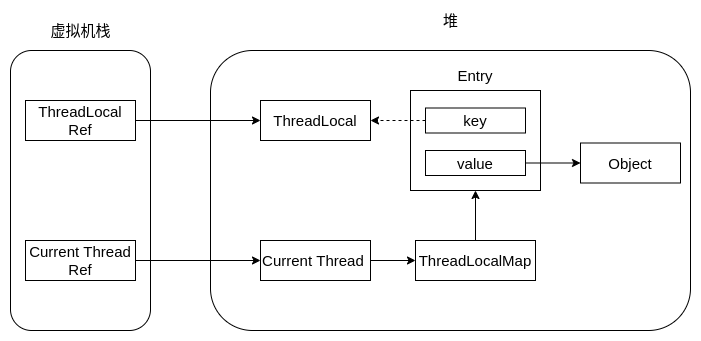 虚拟机栈
堆
Entry
ThreadLocal
Ref
ThreadLocal
key
value
Object
Current Thread
Ref
Current Thread
ThreadLocalMap